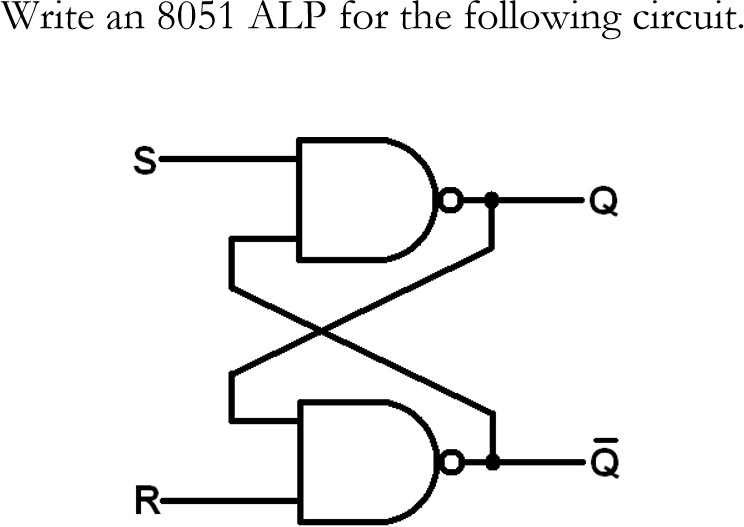 Write an 8051 ALP for the following circuit.
S
Q
R
Q̅